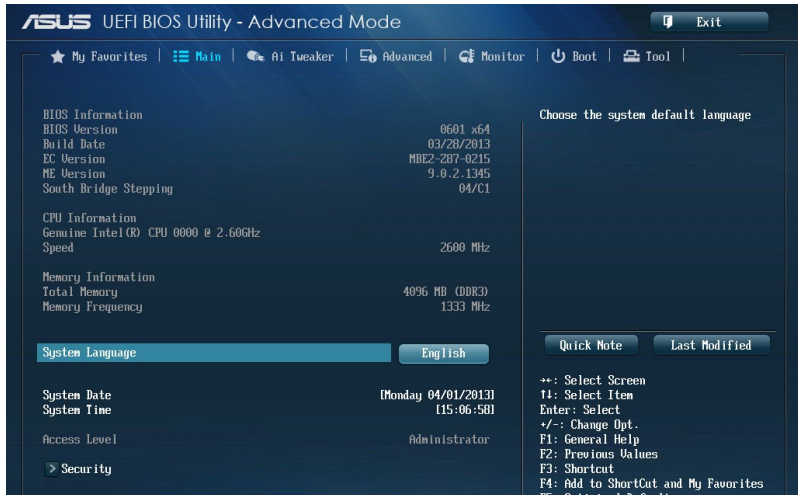 ASUS UEFI BIOS Utility - Advanced Mode
Exit
My Favorites | Main | Ai Tweaker | Advanced | Monitor | Boot | Tool |
BIOS Information
BIOS Version 0601 x64
Build Date 03/28/2013
EC Version MBE2-Z87-0215
ME Version 9.0.2.1345
South Bridge Stepping 04/C1
CPU Information
Genuine Intel(R) CPU 0000 @ 2.60GHz
Speed 2600 MHz
Memory Information
Total Memory 4096 MB (DDR3)
Memory Frequency 1333 MHz
System Language English
System Date [Monday 04/01/2013]
System Time [15:06:58]
Access Level Administrator
> Security
Choose the system default language
Quick Note Last Modified
→←: Select Screen
↑↓: Select Item
Enter: Select
+/-: Change Opt.
F1: General Help
F2: Previous Values
F3: Shortcut
F4: Add to ShortCut and My Favorites